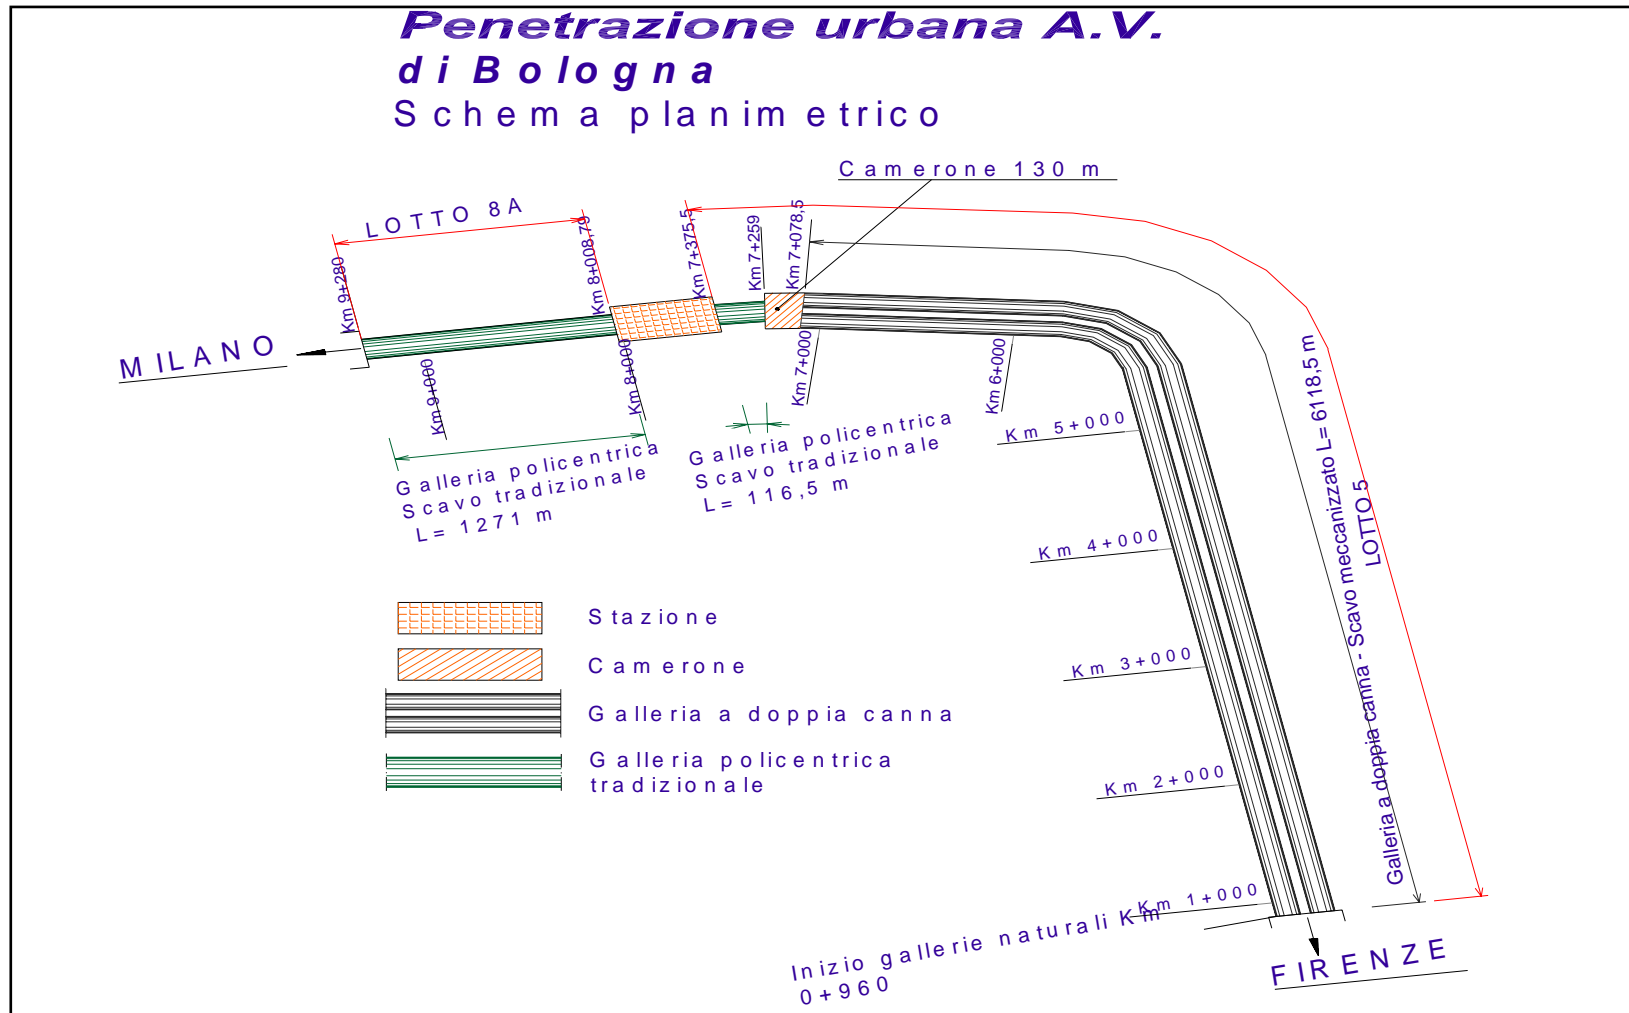 Penetrazione urbana A.V.
di Bologna
Schema planimetrico
Camerone 130 m
LOTTO 8A
Km 9+280
Km 8+008,79
Km 7+375,5
Km 7+259
Km 7+078,5
MILANO
Km 9+000
Km 8+000
Km 7+000
Km 6+000
Km 5+000
Km 4+000
Km 3+000
Km 2+000
Km 1+000
Galleria policentrica
Scavo tradizionale
L= 1271 m
Galleria policentrica
Scavo tradizionale
L= 116,5 m
Galleria a doppia canna - Scavo meccanizzato L= 6118,5 m
LOTTO 5
Stazione
Camerone
Galleria a doppia canna
Galleria policentrica
tradizionale
Inizio gallerie naturali Km
0+960
FIRENZE